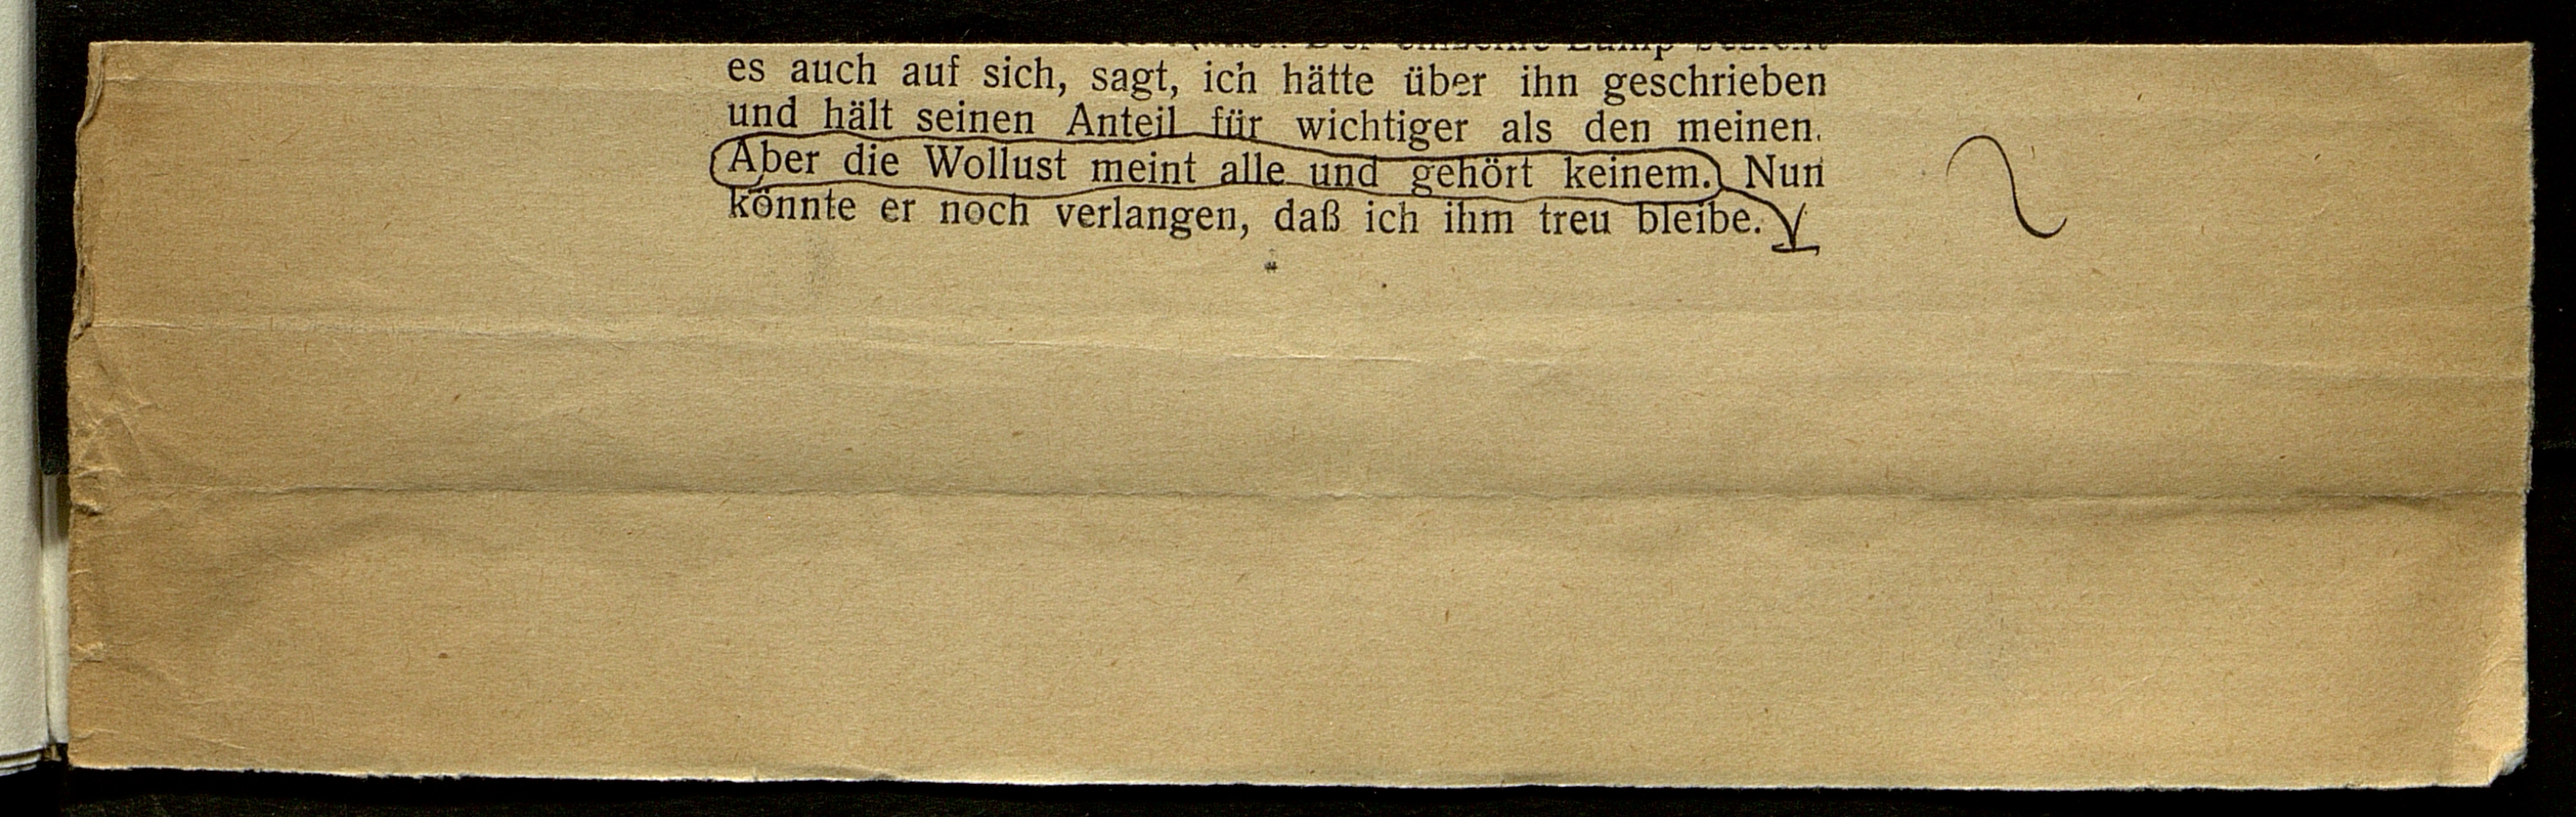 es auch auf sich, sagt, ich hätte über ihn geschrieben
und hält seinen Anteil für wichtiger als den meinen.
Aber die Wollust meint alle und gehört keinem. Nun
könnte er noch verlangen, daß ich ihm treu bleibe.
*